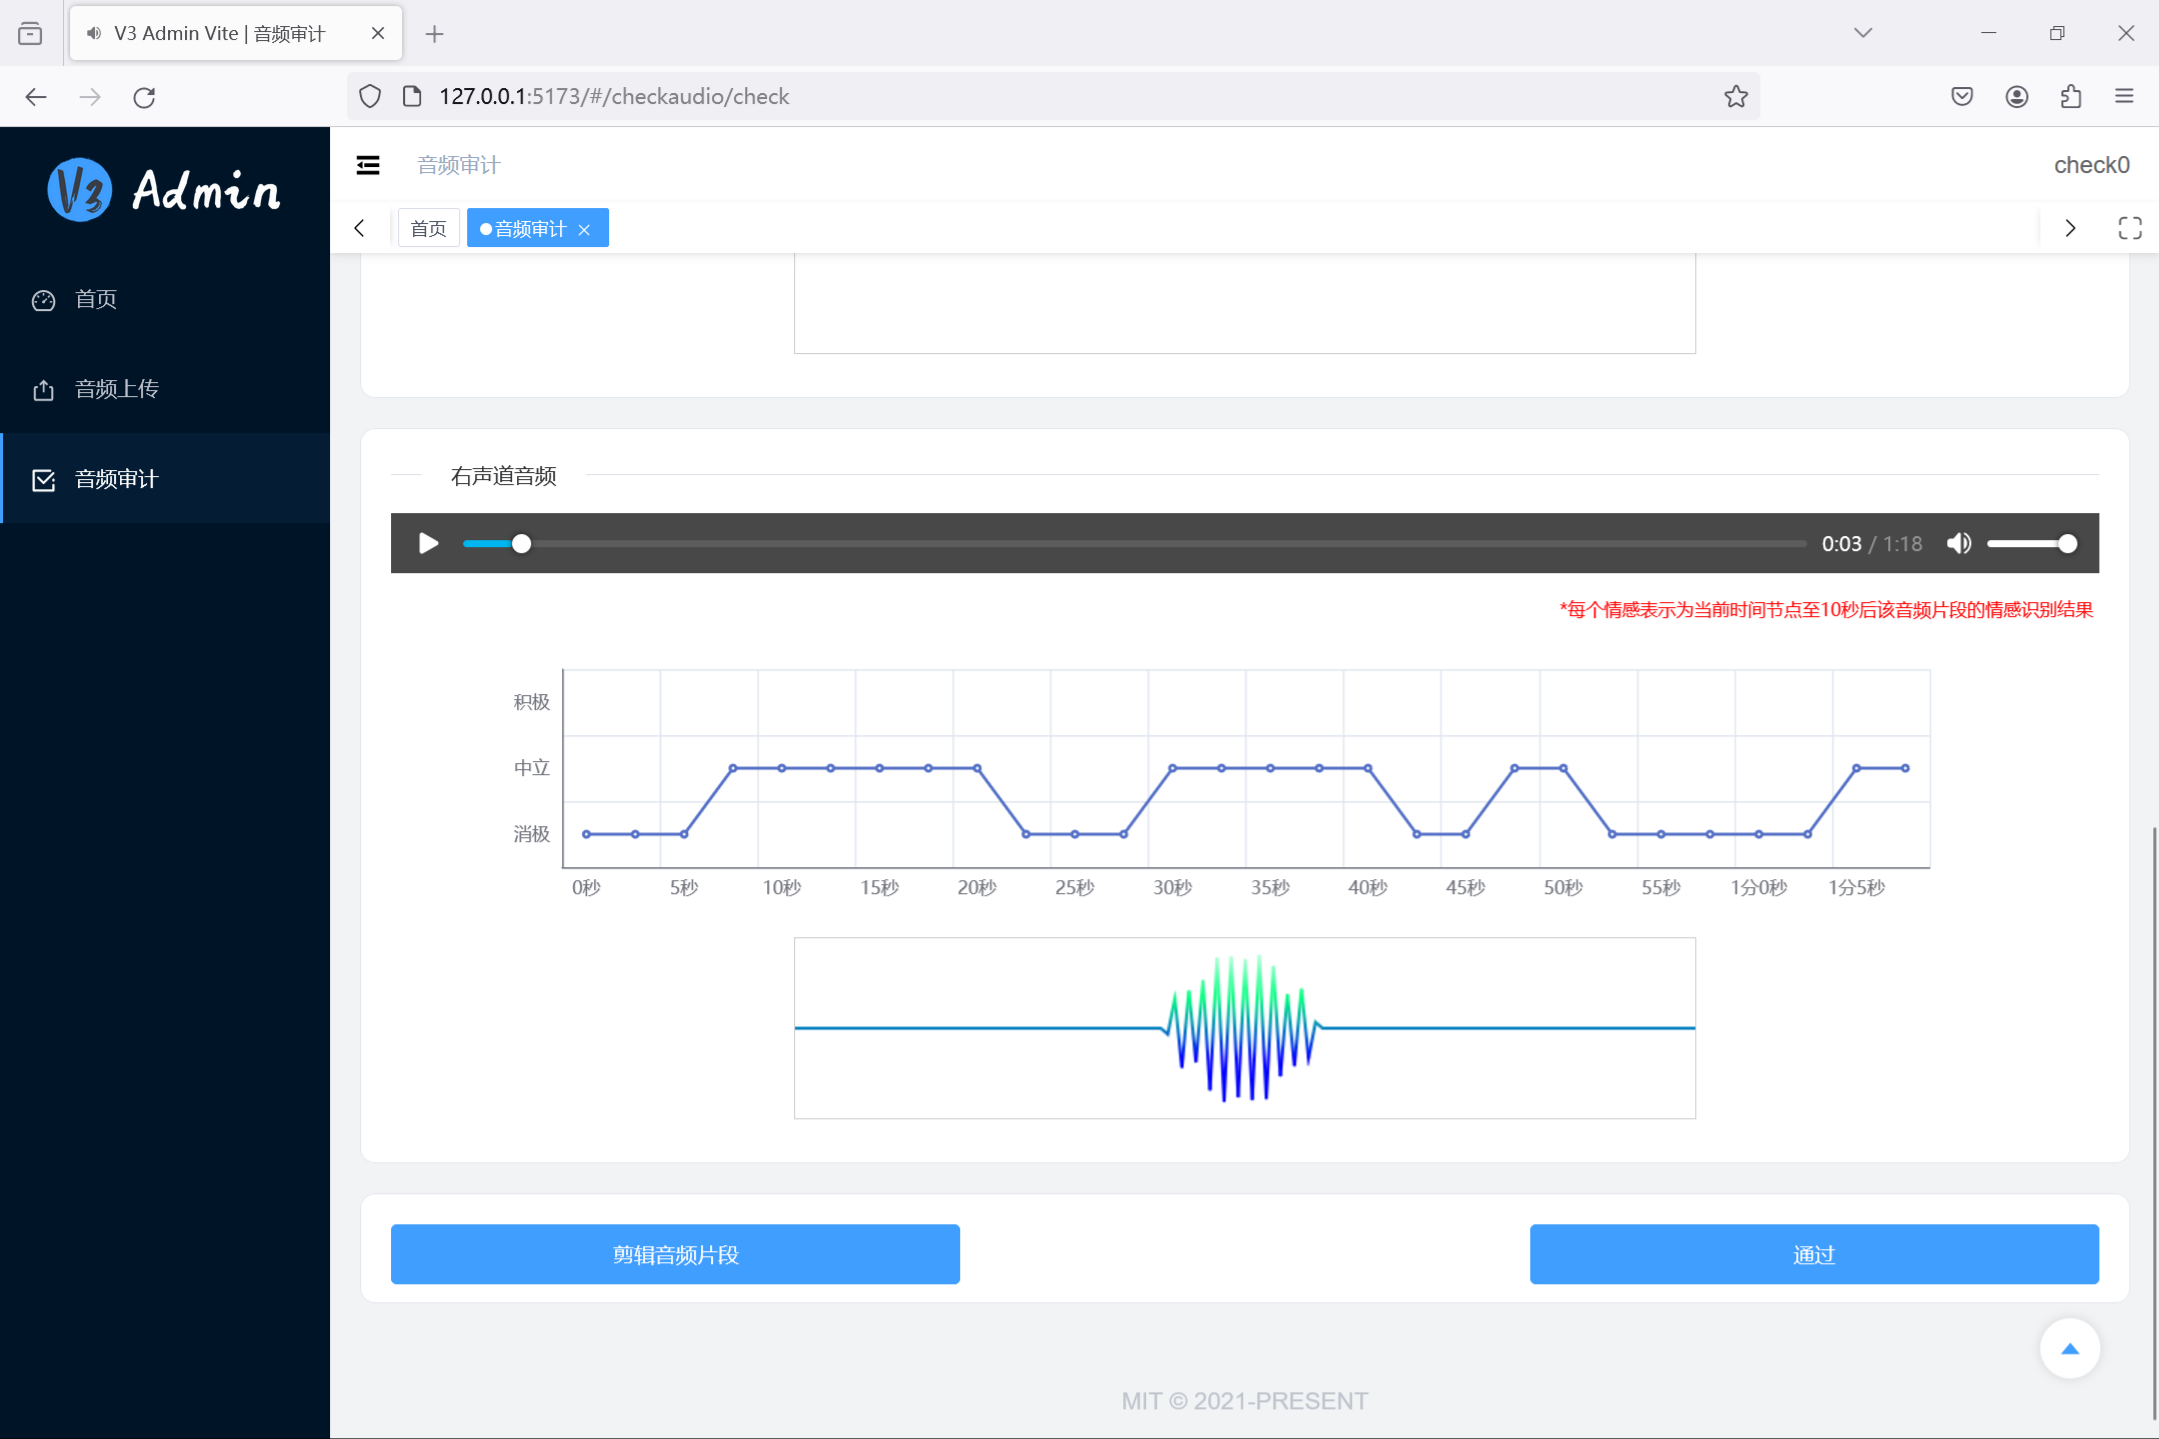 V3 Admin Vite | 音频审计
127.0.0.1:5173/#/checkaudio/check
V3 Admin
音频审计
check0
首页
音频审计
首页
音频上传
音频审计
右声道音频
0:03 / 1:18
*每个情感表示为当前时间节点至10秒后该音频片段的情感识别结果
积极
中立
消极
0秒 5秒 10秒 15秒 20秒 25秒 30秒 35秒 40秒 45秒 50秒 55秒 1分0秒 1分5秒
剪辑音频片段
通过
MIT © 2021-PRESENT